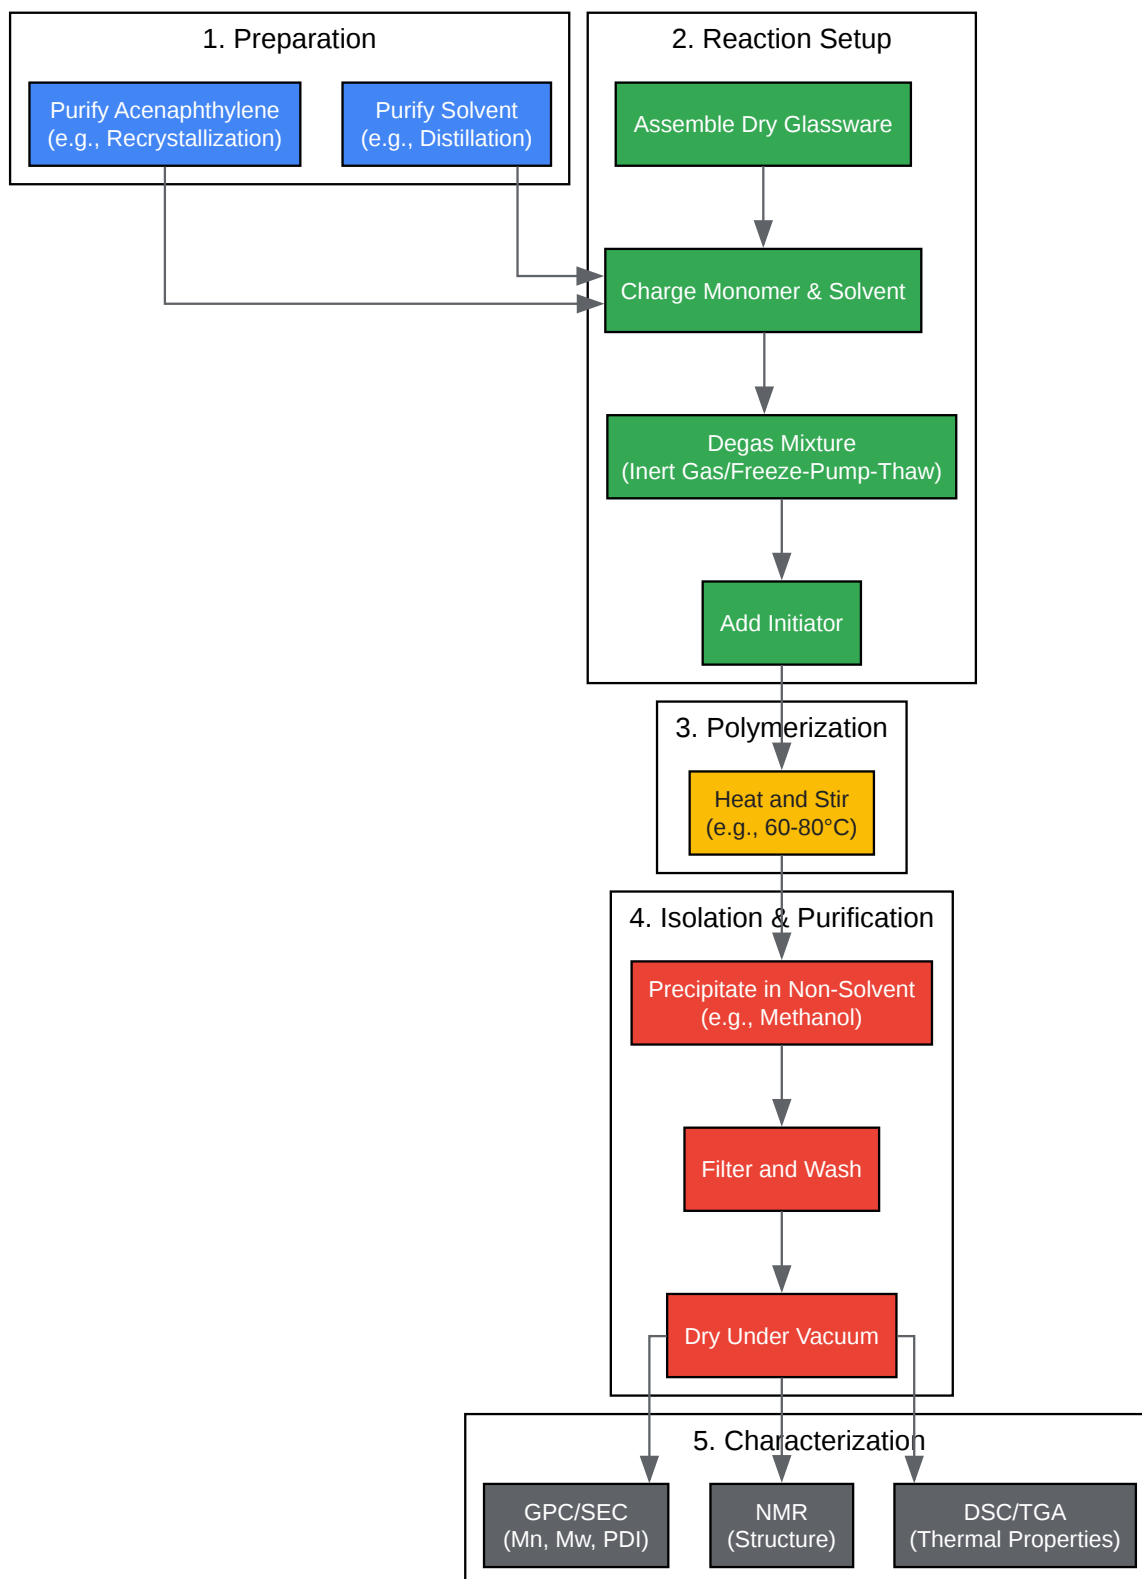 1. Preparation
Purify Acenaphthylene
(e.g., Recrystallization)
Purify Solvent
(e.g., Distillation)
2. Reaction Setup
Assemble Dry Glassware
Charge Monomer & Solvent
Degas Mixture
(Inert Gas/Freeze-Pump-Thaw)
Add Initiator
3. Polymerization
Heat and Stir
(e.g., 60-80°C)
4. Isolation & Purification
Precipitate in Non-Solvent
(e.g., Methanol)
Filter and Wash
Dry Under Vacuum
5. Characterization
GPC/SEC
(Mn, Mw, PDI)
NMR
(Structure)
DSC/TGA
(Thermal Properties)